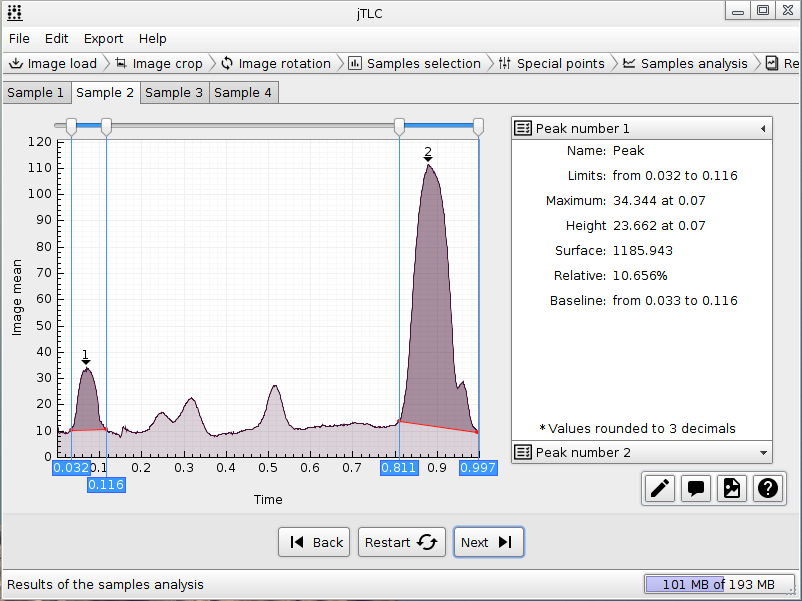 jTLC
File Edit Export Help
Image load Image crop Image rotation Samples selection Special points Samples analysis Re
Sample 1 Sample 2 Sample 3 Sample 4
120
110
100
90
80
70
60
50
40
30
20
10
0
Image mean
1
2
0.032 0.1 0.2 0.3 0.4 0.5 0.6 0.7 0.811 0.9 0.997
0.116
Time
Peak number 1
Name: Peak
Limits: from 0.032 to 0.116
Maximum: 34.344 at 0.07
Height 23.662 at 0.07
Surface: 1185.943
Relative: 10.656%
Baseline: from 0.033 to 0.116
* Values rounded to 3 decimals
Peak number 2
Back Restart Next
Results of the samples analysis
101 MB of 193 MB